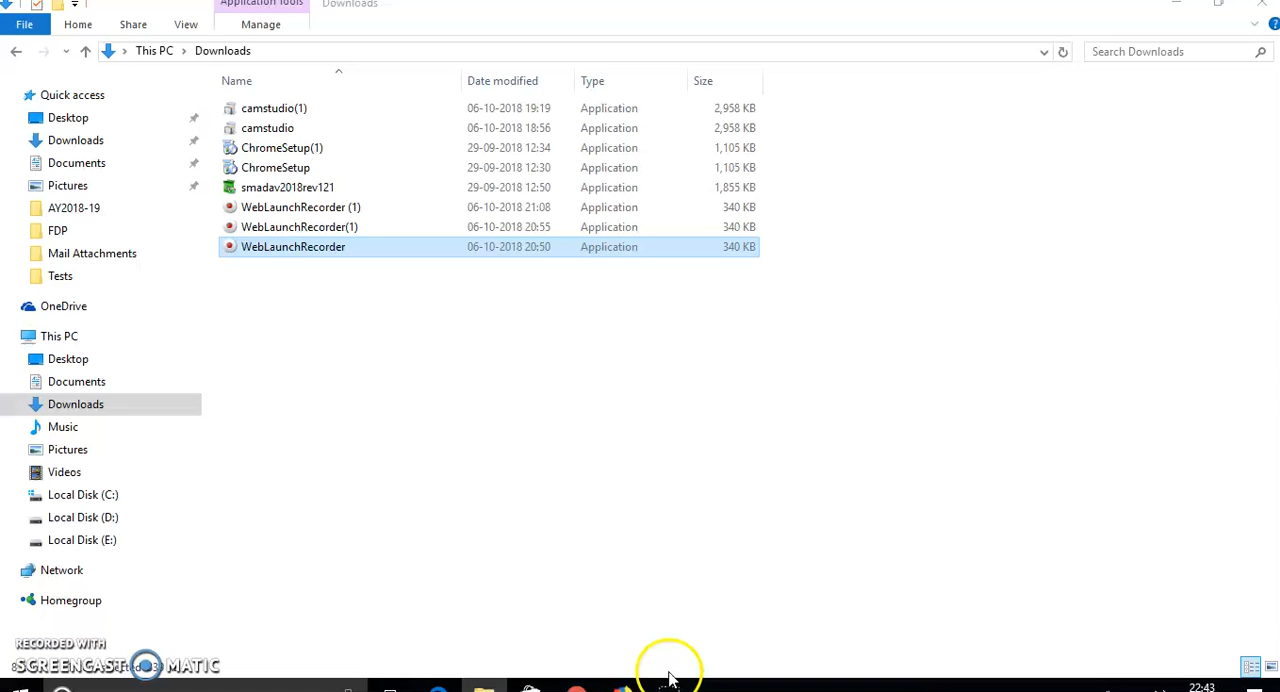 Application Tools Downloads
File Home Share View Manage
This PC Downloads Search Downloads
Name Date modified Type Size
Quick access
Desktop
Downloads
Documents
Pictures
AY2018-19
FDP
Mail Attachments
Tests
OneDrive
This PC
Desktop
Documents
Downloads
Music
Pictures
Videos
Local Disk (C:)
Local Disk (D:)
Local Disk (E:)
Network
Homegroup
camstudio(1) 06-10-2018 19:19 Application 2,958 KB
camstudio 06-10-2018 18:56 Application 2,958 KB
ChromeSetup(1) 29-09-2018 12:34 Application 1,105 KB
ChromeSetup 29-09-2018 12:30 Application 1,105 KB
smadav2018rev121 29-09-2018 12:50 Application 1,855 KB
WebLaunchRecorder (1) 06-10-2018 21:08 Application 340 KB
WebLaunchRecorder(1) 06-10-2018 20:55 Application 340 KB
WebLaunchRecorder 06-10-2018 20:50 Application 340 KB
RECORDED WITH
SCREENCAST MATIC
22:43